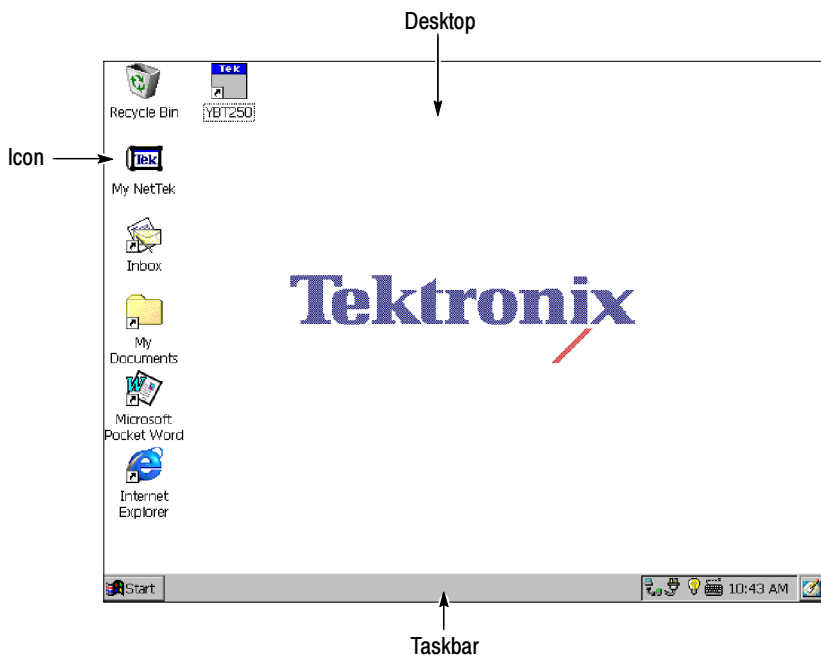 Desktop
Tek
Recycle Bin
YBT250
Icon
Tek
My NetTek
Inbox
Tektronix
My
Documents
W
Microsoft
Pocket Word
Internet
Explorer
Start
10:43 AM
Taskbar